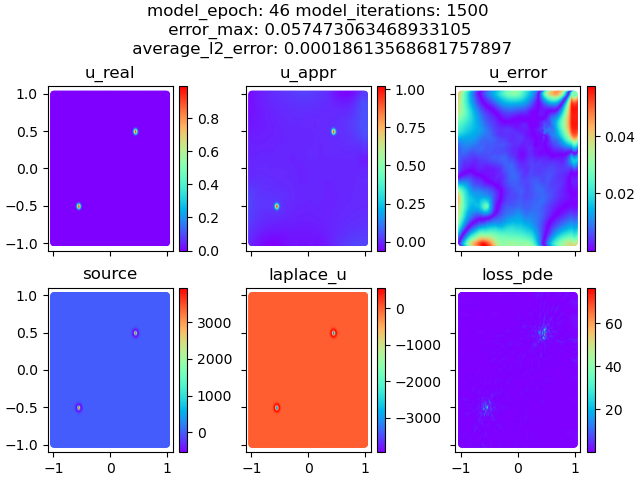 model_epoch: 46 model_iterations: 1500
error_max: 0.057473063468933105
average_l2_error: 0.00018613568681757897
u_real
u_appr
u_error
1.0
0.5
0.0
−0.5
−1.0
0.8
0.6
0.4
0.2
0.0
1.00
0.75
0.50
0.25
0.00
0.04
0.02
source
laplace_u
loss_pde
1.0
0.5
0.0
−0.5
−1.0
3000
2000
1000
0
0
−1000
−2000
−3000
60
40
20
−1 0 1
−1 0 1
−1 0 1